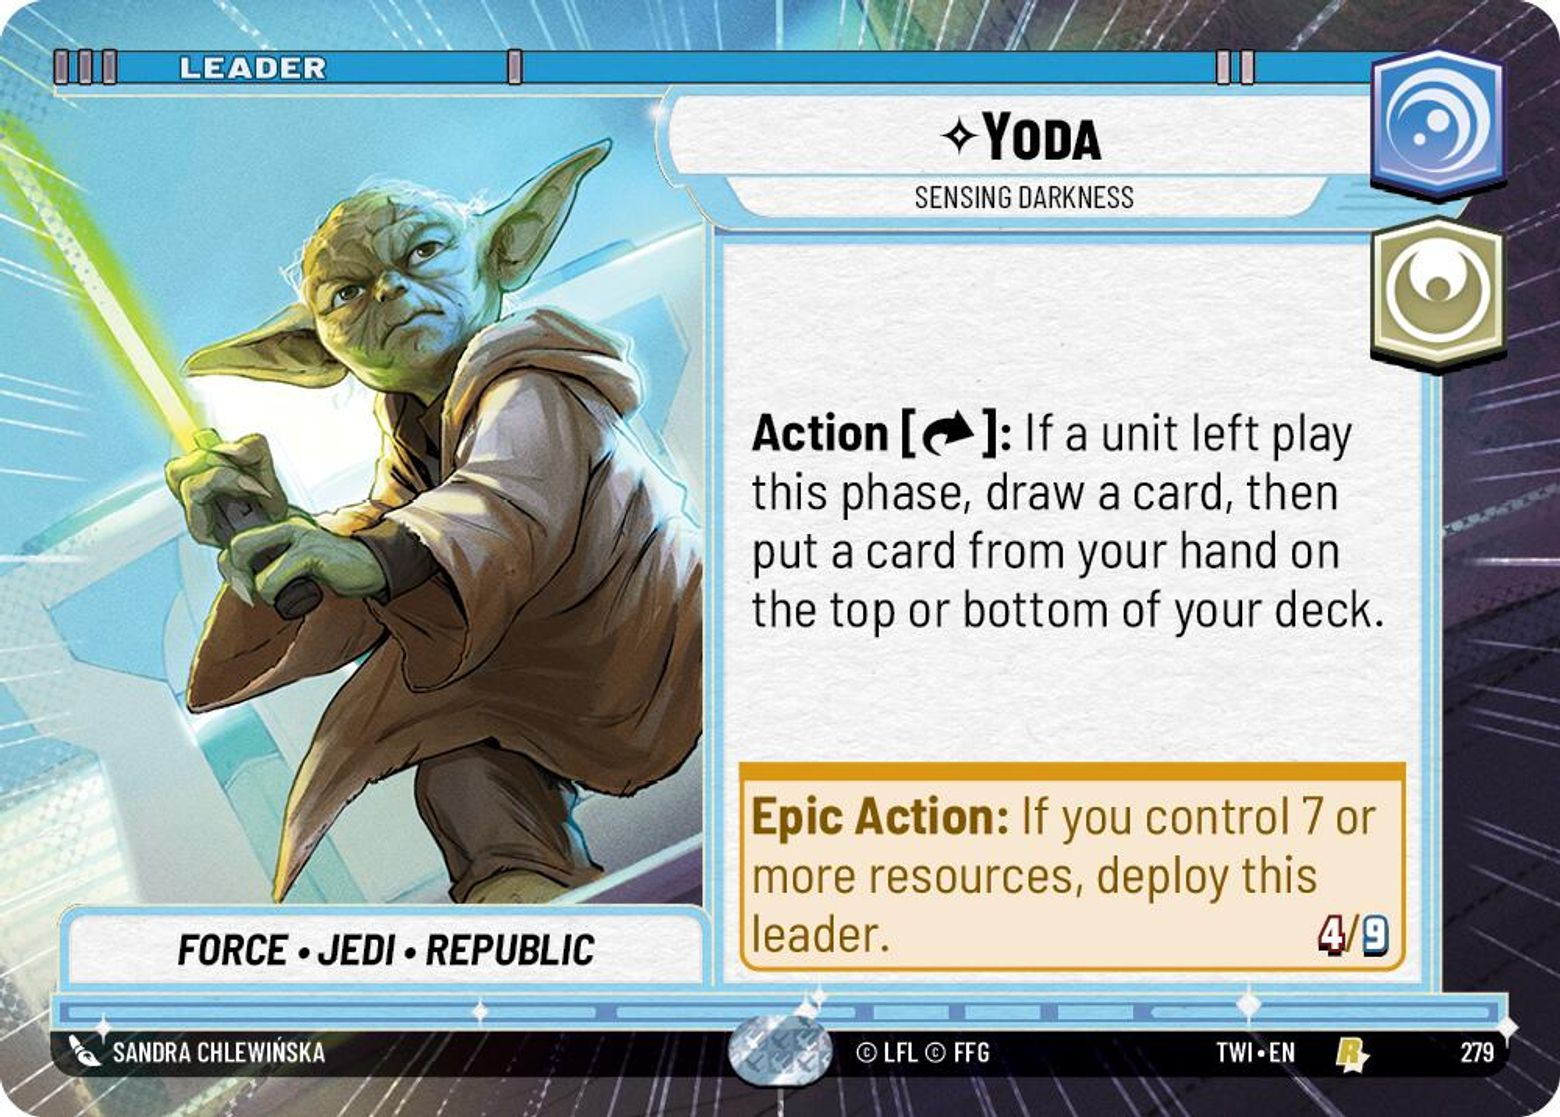 LEADER
YODA
SENSING DARKNESS
Action [ ]: If a unit left play
this phase, draw a card, then
put a card from your hand on
the top or bottom of your deck.
Epic Action: If you control 7 or
more resources, deploy this
leader.
4/9
FORCE • JEDI • REPUBLIC
SANDRA CHLEWIŃSKA
© LFL © FFG
TWI • EN
R
279